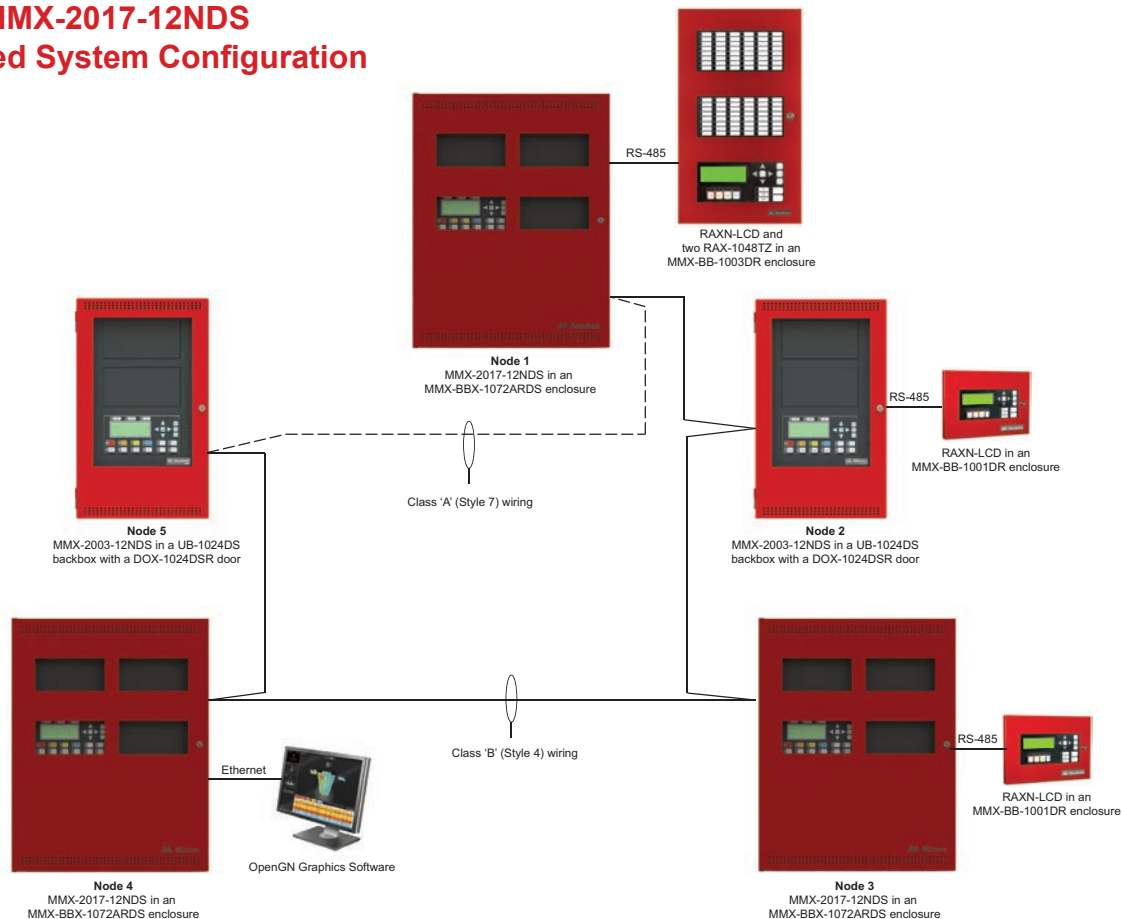 MMX-2017-12NDS
ed System Configuration
RS-485
RAXN-LCD and
two RAX-1048TZ in an
MMX-BB-1003DR enclosure
Node 1
MMX-2017-12NDS in an
MMX-BBX-1072ARDS enclosure
RS-485
RAXN-LCD in an
MMX-BB-1001DR enclosure
Class ‘A’ (Style 7) wiring
Node 5
MMX-2003-12NDS in a UB-1024DS
backbox with a DOX-1024DSR door
Node 2
MMX-2003-12NDS in a UB-1024DS
backbox with a DOX-1024DSR door
Class ‘B’ (Style 4) wiring
RS-485
Ethernet
RAXN-LCD in an
MMX-BB-1001DR enclosure
OpenGN Graphics Software
Node 4
MMX-2017-12NDS in an
MMX-BBX-1072ARDS enclosure
Node 3
MMX-2017-12NDS in an
MMX-BBX-1072ARDS enclosure